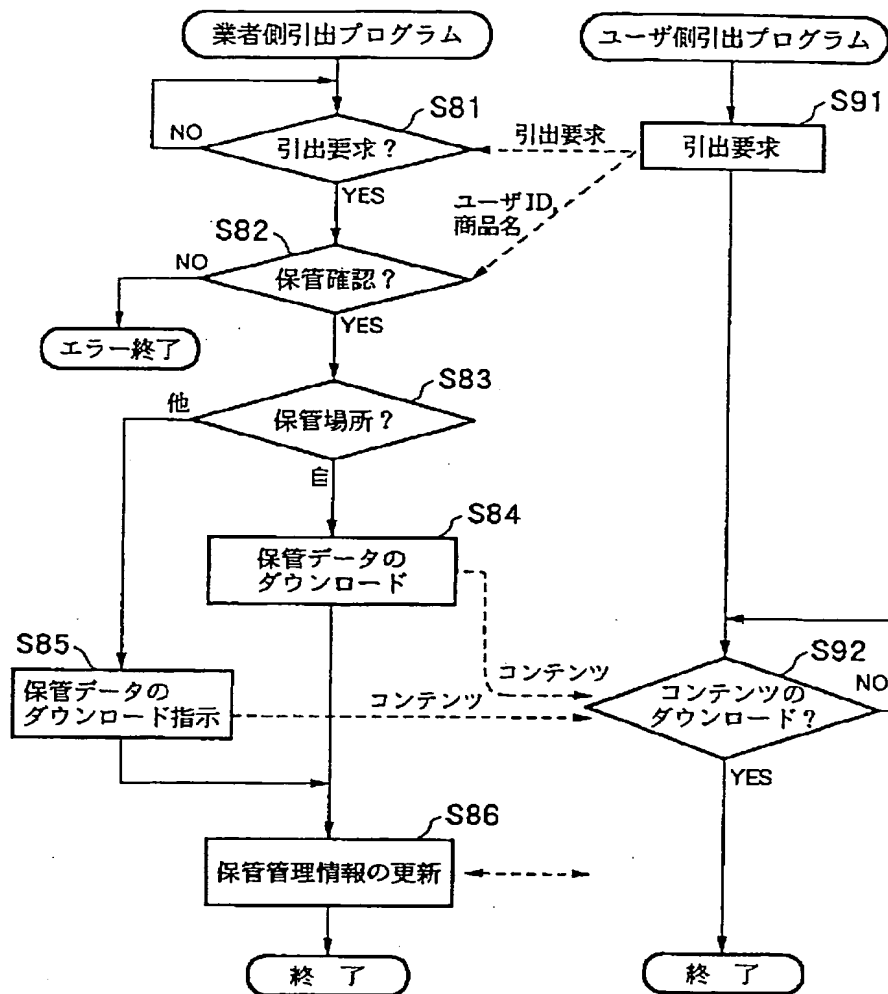 業者側引出プログラム
ユーザ側引出プログラム
S81
S91
NO
引出要求?
引出要求
引出要求
YES
ユーザID,
商品名
S82
NO
保管確認?
YES
エラー終了
S83
他
保管場所?
自
S84
保管データの
ダウンロード
S85
S92
コンテンツ
NO
保管データの
ダウンロード指示
コンテンツ
コンテンツの
ダウンロード?
YES
S86
保管管理情報の更新
終了
終了